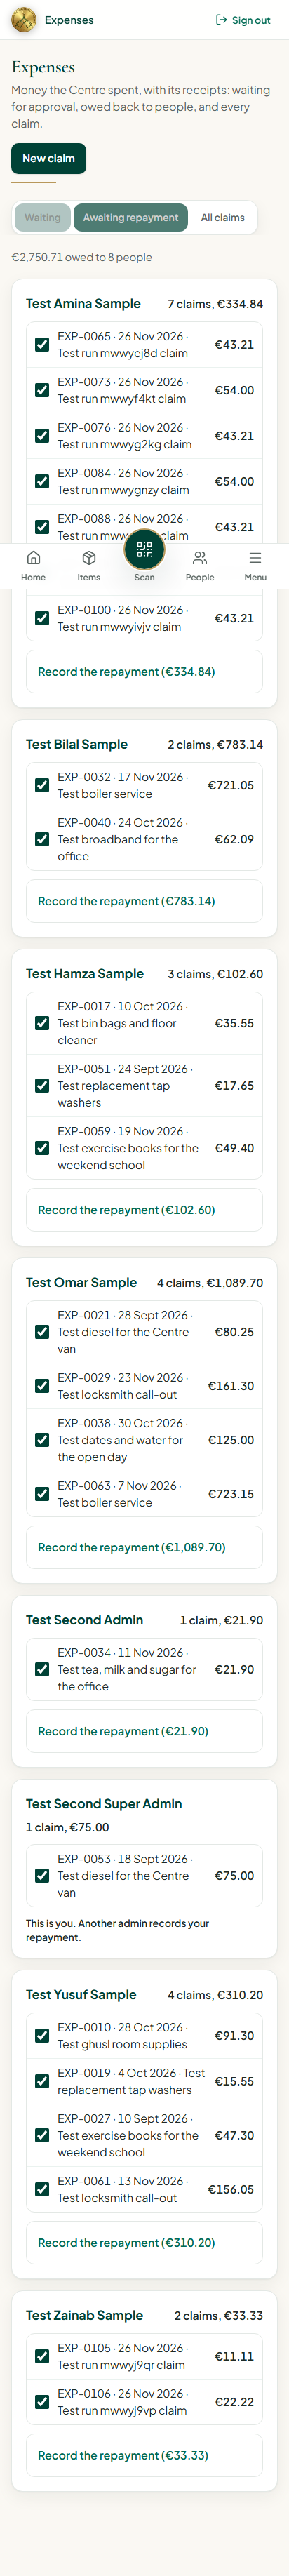 Expenses
Sign out
Expenses
Money the Centre spent, with its receipts: waiting
for approval, owed back to people, and every
claim.
New claim
Waiting
Awaiting repayment
All claims
€2,750.71 owed to 8 people
Test Amina Sample
7 claims, €334.84
EXP-0065 · 26 Nov 2026 ·
Test run mwwyej8d claim
€43.21
EXP-0073 · 26 Nov 2026 ·
Test run mwwyf4kt claim
€54.00
EXP-0076 · 26 Nov 2026 ·
Test run mwwyg2kg claim
€43.21
EXP-0084 · 26 Nov 2026 ·
Test run mwwygnzy claim
€54.00
EXP-0088 · 26 Nov 2026 ·
Test run claim
€43.21
Home
Items
Scan
People
Menu
EXP-0100 · 26 Nov 2026 ·
Test run mwwyivjv claim
€43.21
Record the repayment (€334.84)
Test Bilal Sample
2 claims, €783.14
EXP-0032 · 17 Nov 2026 ·
Test boiler service
€721.05
EXP-0040 · 24 Oct 2026 ·
Test broadband for the
office
€62.09
Record the repayment (€783.14)
Test Hamza Sample
3 claims, €102.60
EXP-0017 · 10 Oct 2026 ·
Test bin bags and floor
cleaner
€35.55
EXP-0051 · 24 Sept 2026 ·
Test replacement tap
washers
€17.65
EXP-0059 · 19 Nov 2026 ·
Test exercise books for the
weekend school
€49.40
Record the repayment (€102.60)
Test Omar Sample
4 claims, €1,089.70
EXP-0021 · 28 Sept 2026 ·
Test diesel for the Centre
van
€80.25
EXP-0029 · 23 Nov 2026 ·
Test locksmith call-out
€161.30
EXP-0038 · 30 Oct 2026 ·
Test dates and water for
the open day
€125.00
EXP-0063 · 7 Nov 2026 ·
Test boiler service
€723.15
Record the repayment (€1,089.70)
Test Second Admin
1 claim, €21.90
EXP-0034 · 11 Nov 2026 ·
Test tea, milk and sugar for
the office
€21.90
Record the repayment (€21.90)
Test Second Super Admin
1 claim, €75.00
EXP-0053 · 18 Sept 2026 ·
Test diesel for the Centre
van
€75.00
This is you. Another admin records your
repayment.
Test Yusuf Sample
4 claims, €310.20
EXP-0010 · 28 Oct 2026 ·
Test ghusl room supplies
€91.30
EXP-0019 · 4 Oct 2026 · Test
replacement tap washers
€15.55
EXP-0027 · 10 Sept 2026 ·
Test exercise books for the
weekend school
€47.30
EXP-0061 · 13 Nov 2026 ·
Test locksmith call-out
€156.05
Record the repayment (€310.20)
Test Zainab Sample
2 claims, €33.33
EXP-0105 · 26 Nov 2026 ·
Test run mwwyj9qr claim
€11.11
EXP-0106 · 26 Nov 2026 ·
Test run mwwyj9vp claim
€22.22
Record the repayment (€33.33)